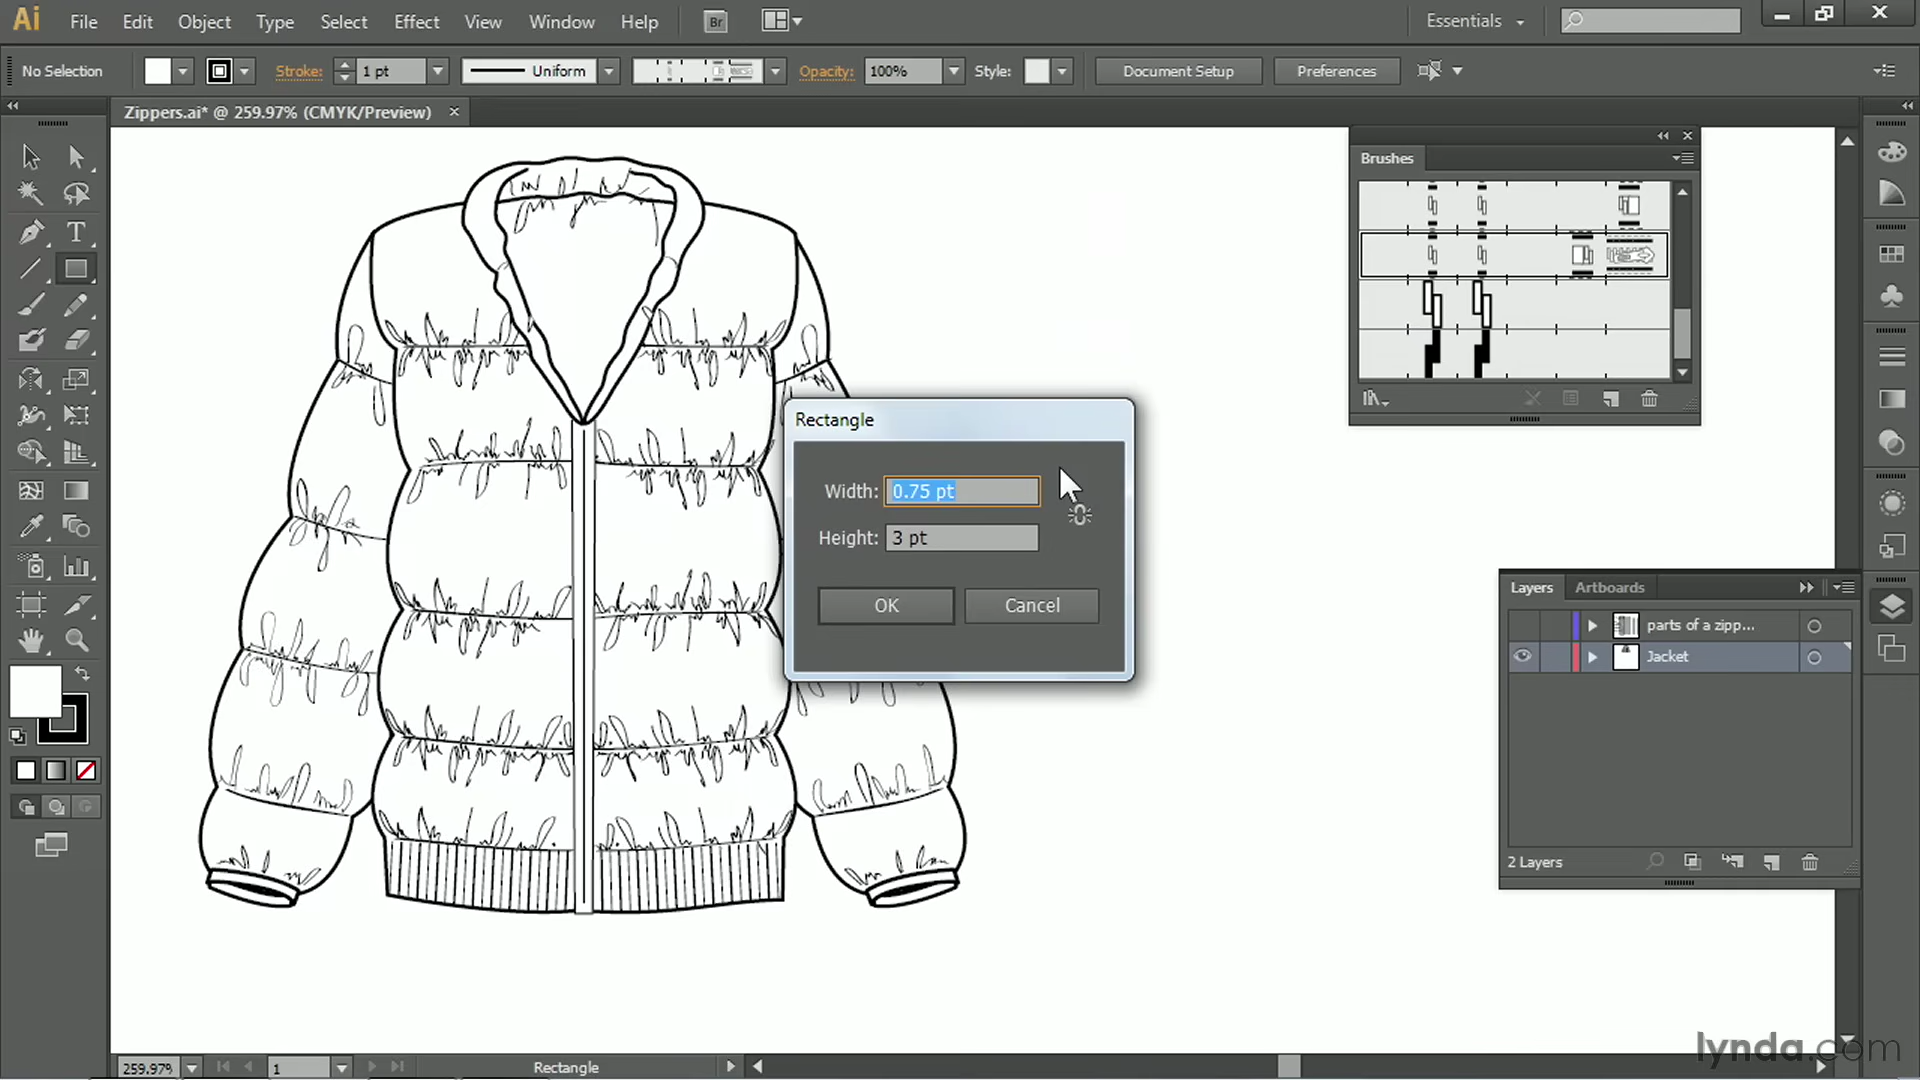 Ai File Edit Object Type Select Effect View Window Help Br Essentials
No Selection Stroke: 1 pt Uniform Opacity: 100% Style: Document Setup Preferences
Zippers.ai* @ 259.97% (CMYK/Preview)
Brushes
Rectangle
Width: 0.75 pt
Height: 3 pt
OK Cancel
Layers Artboards
parts of a zipp...
Jacket
2 Layers
259.97% 1 Rectangle
lynda.com